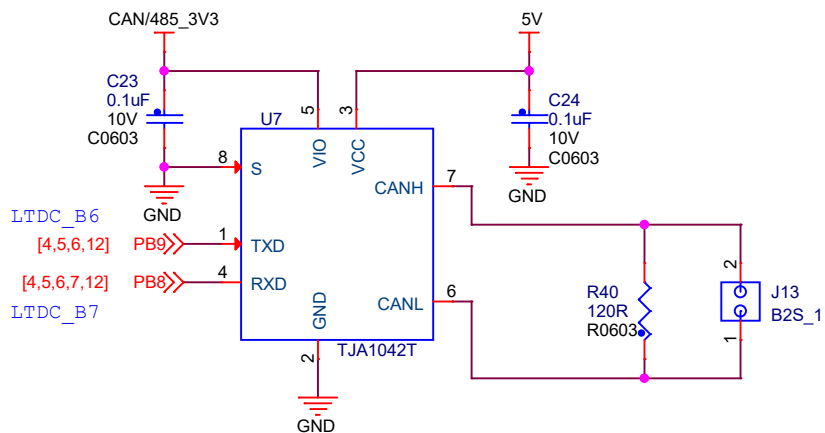 CAN/485_3V3
5V
C23
0.1uF
10V
C0603
C24
0.1uF
10V
C0603
U7
5
3
VIO
VCC
8
S
7
CANH
GND
GND
LTDC_B6
[4,5,6,12]
PB9
1
TXD
[4,5,6,7,12]
PB8
4
RXD
LTDC_B7
6
CANL
GND
2
TJA1042T
GND
R40
120R
R0603
2
J13
B2S_1
1